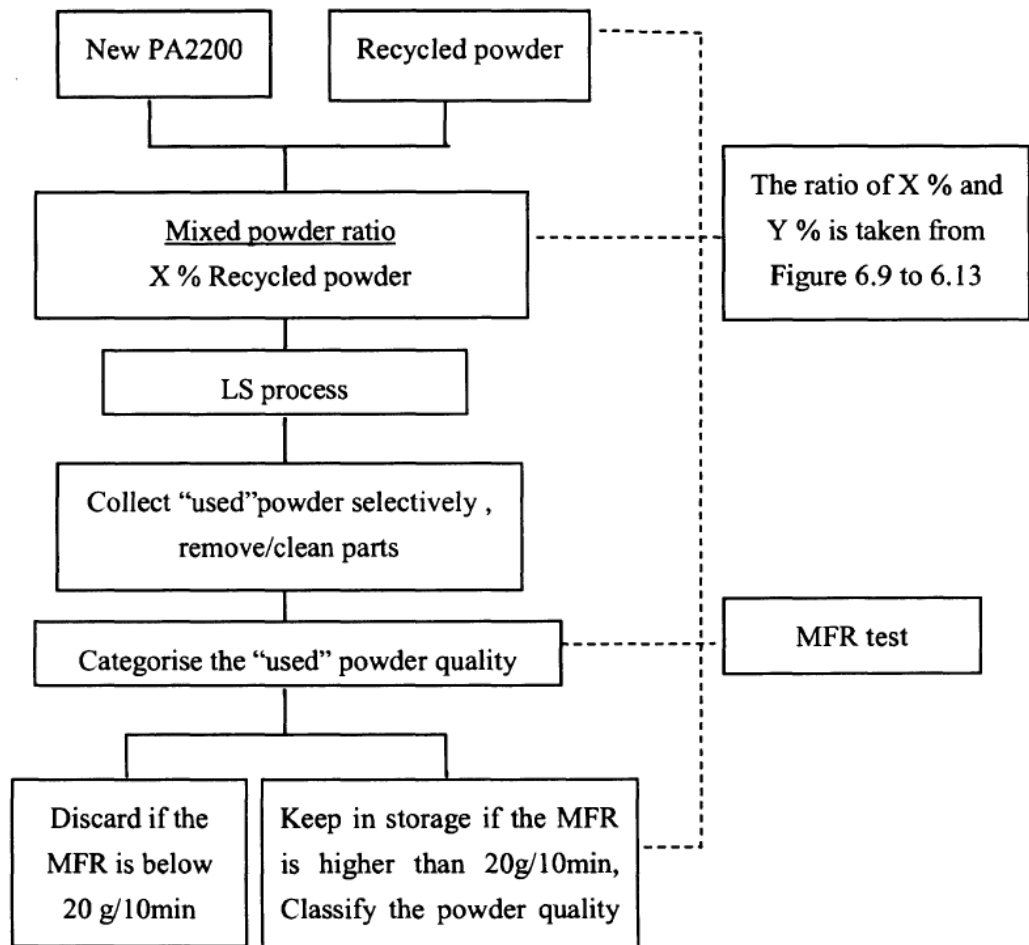 New PA2200
Recycled powder
The ratio of X % and
Y % is taken from
Figure 6.9 to 6.13
Mixed powder ratio
X % Recycled powder
LS process
Collect “used”powder selectively ,
remove/clean parts
MFR test
Categorise the “used” powder quality
Discard if the
MFR is below
20 g/10min
Keep in storage if the MFR
is higher than 20g/10min,
Classify the powder quality